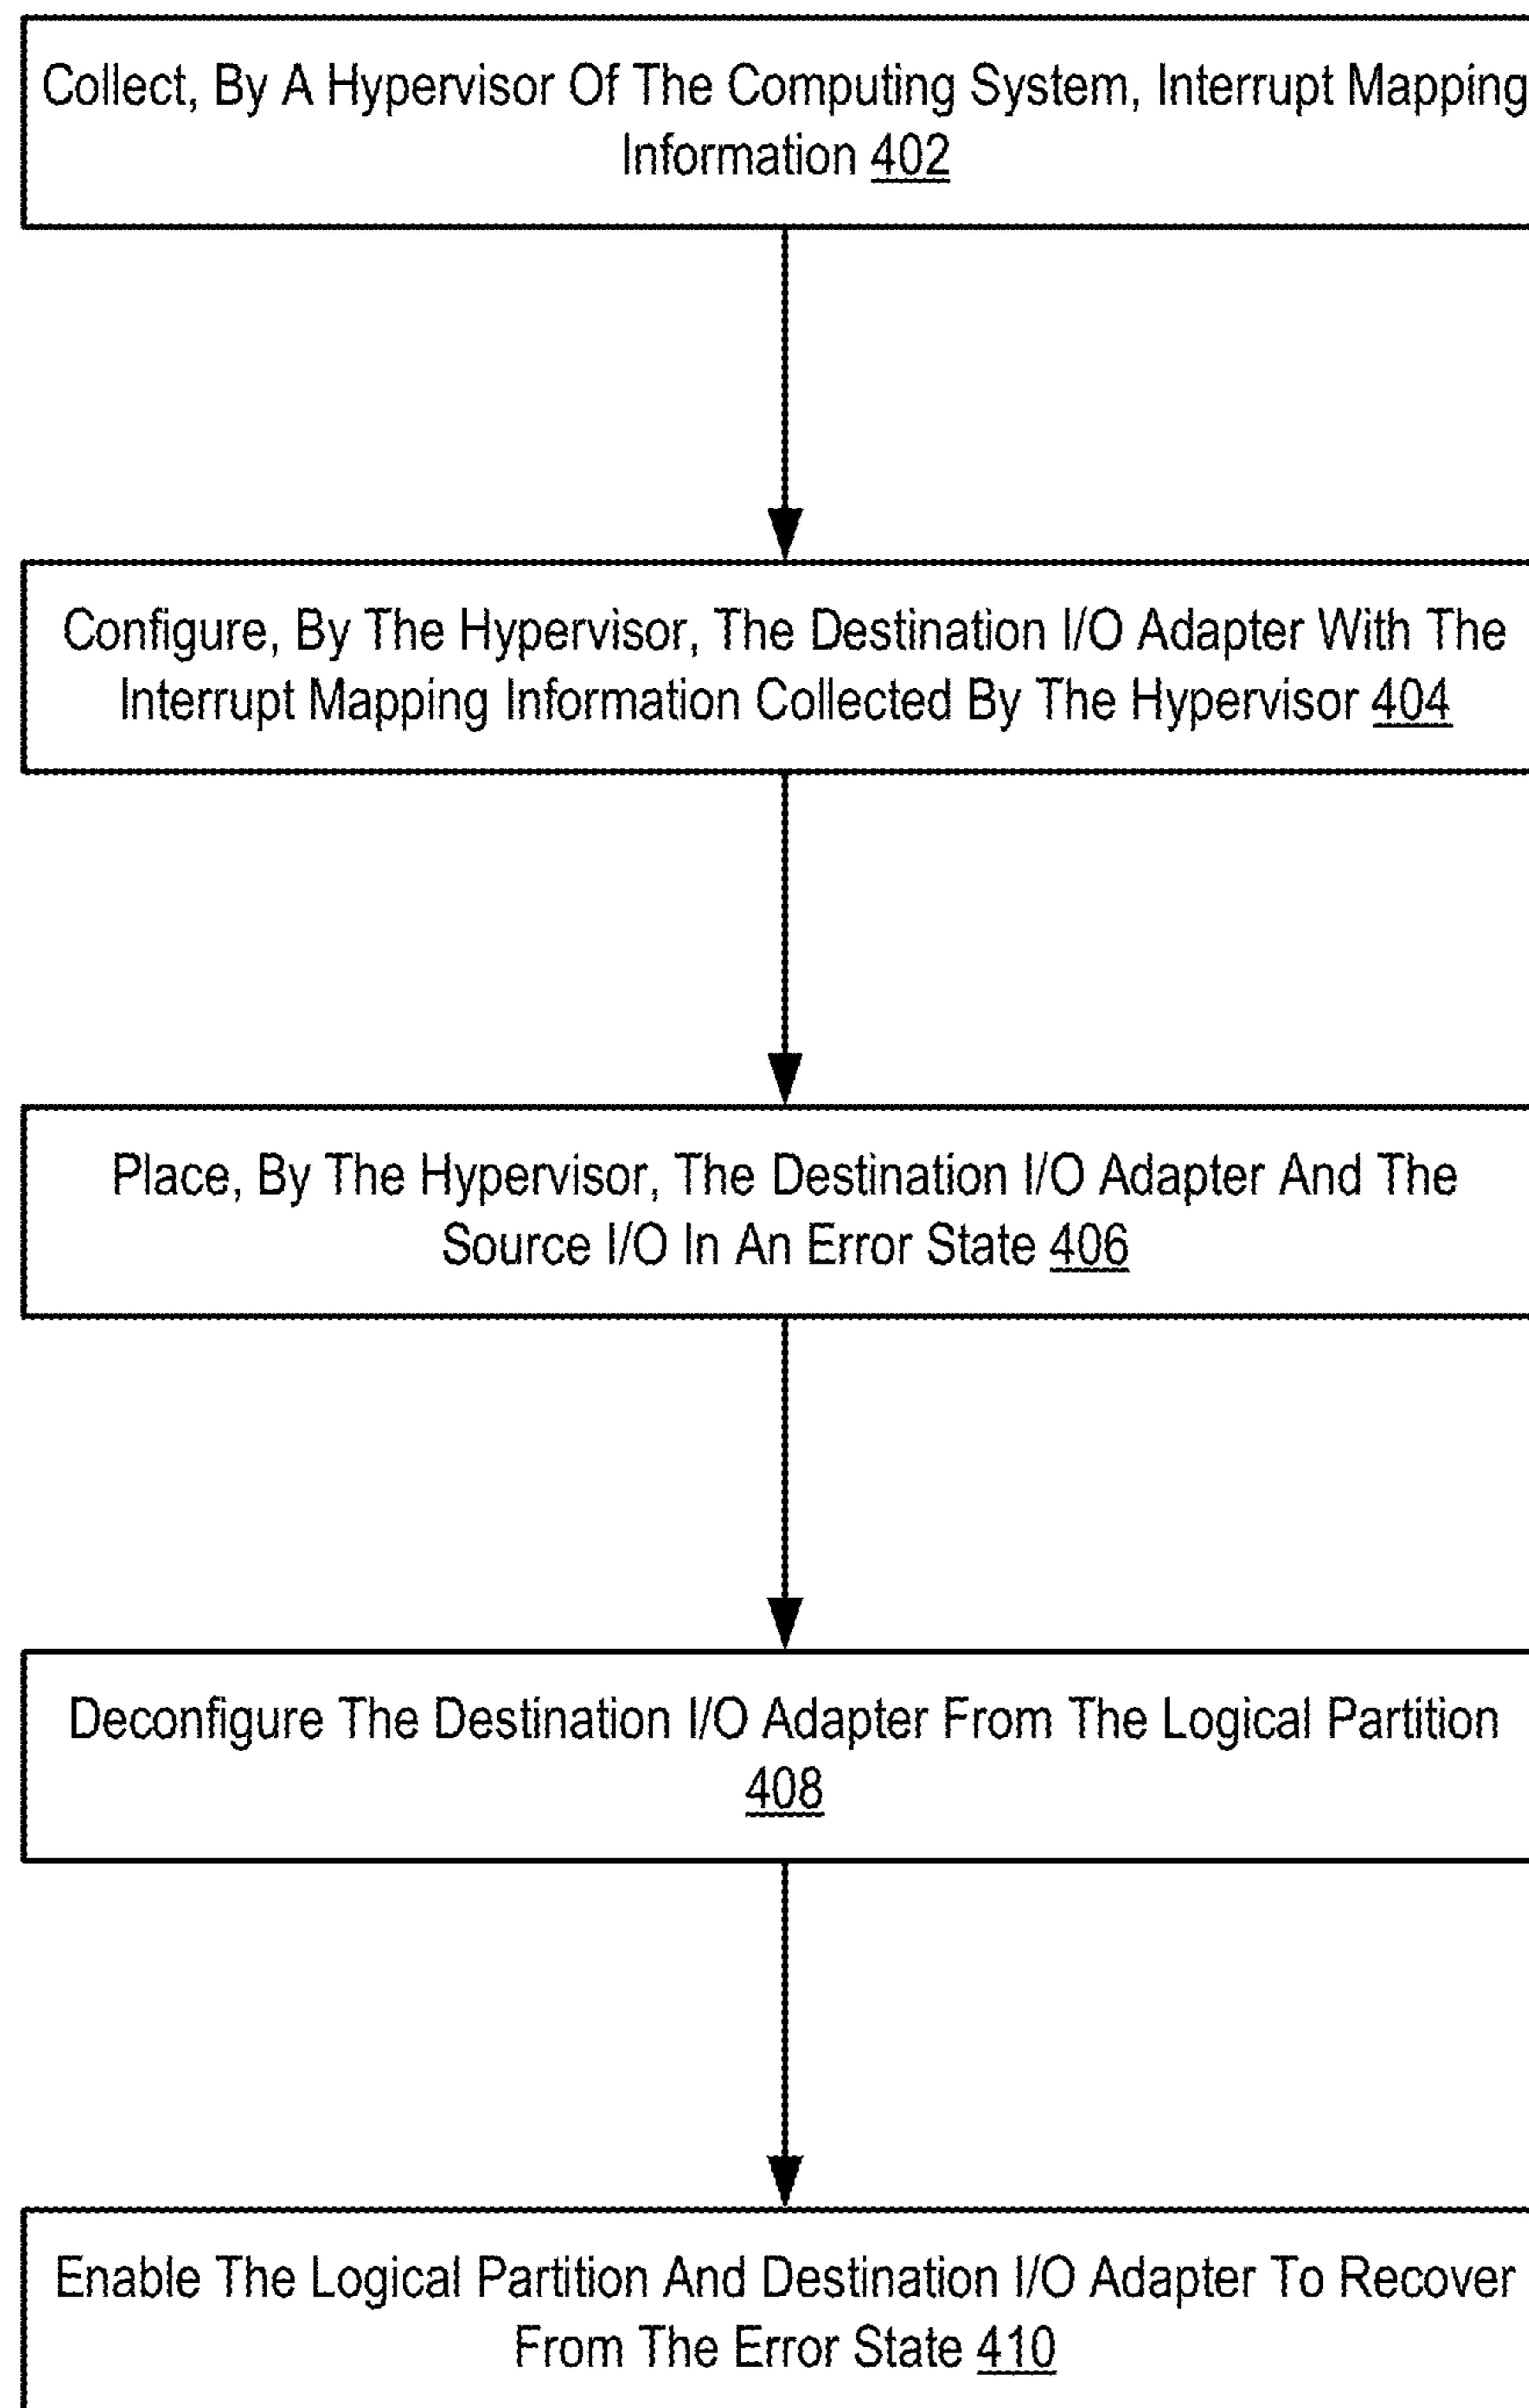 Collect, By A Hypervisor Of The Computing System, Interrupt Mapping
Information 402
Configure, By The Hypervisor, The Destination I/O Adapter With The
Interrupt Mapping Information Collected By The Hypervisor 404
Place, By The Hypervisor, The Destination I/O Adapter And The
Source I/O In An Error State 406
Deconfigure The Destination I/O Adapter From The Logical Partition
408
Enable The Logical Partition And Destination I/O Adapter To Recover
From The Error State 410